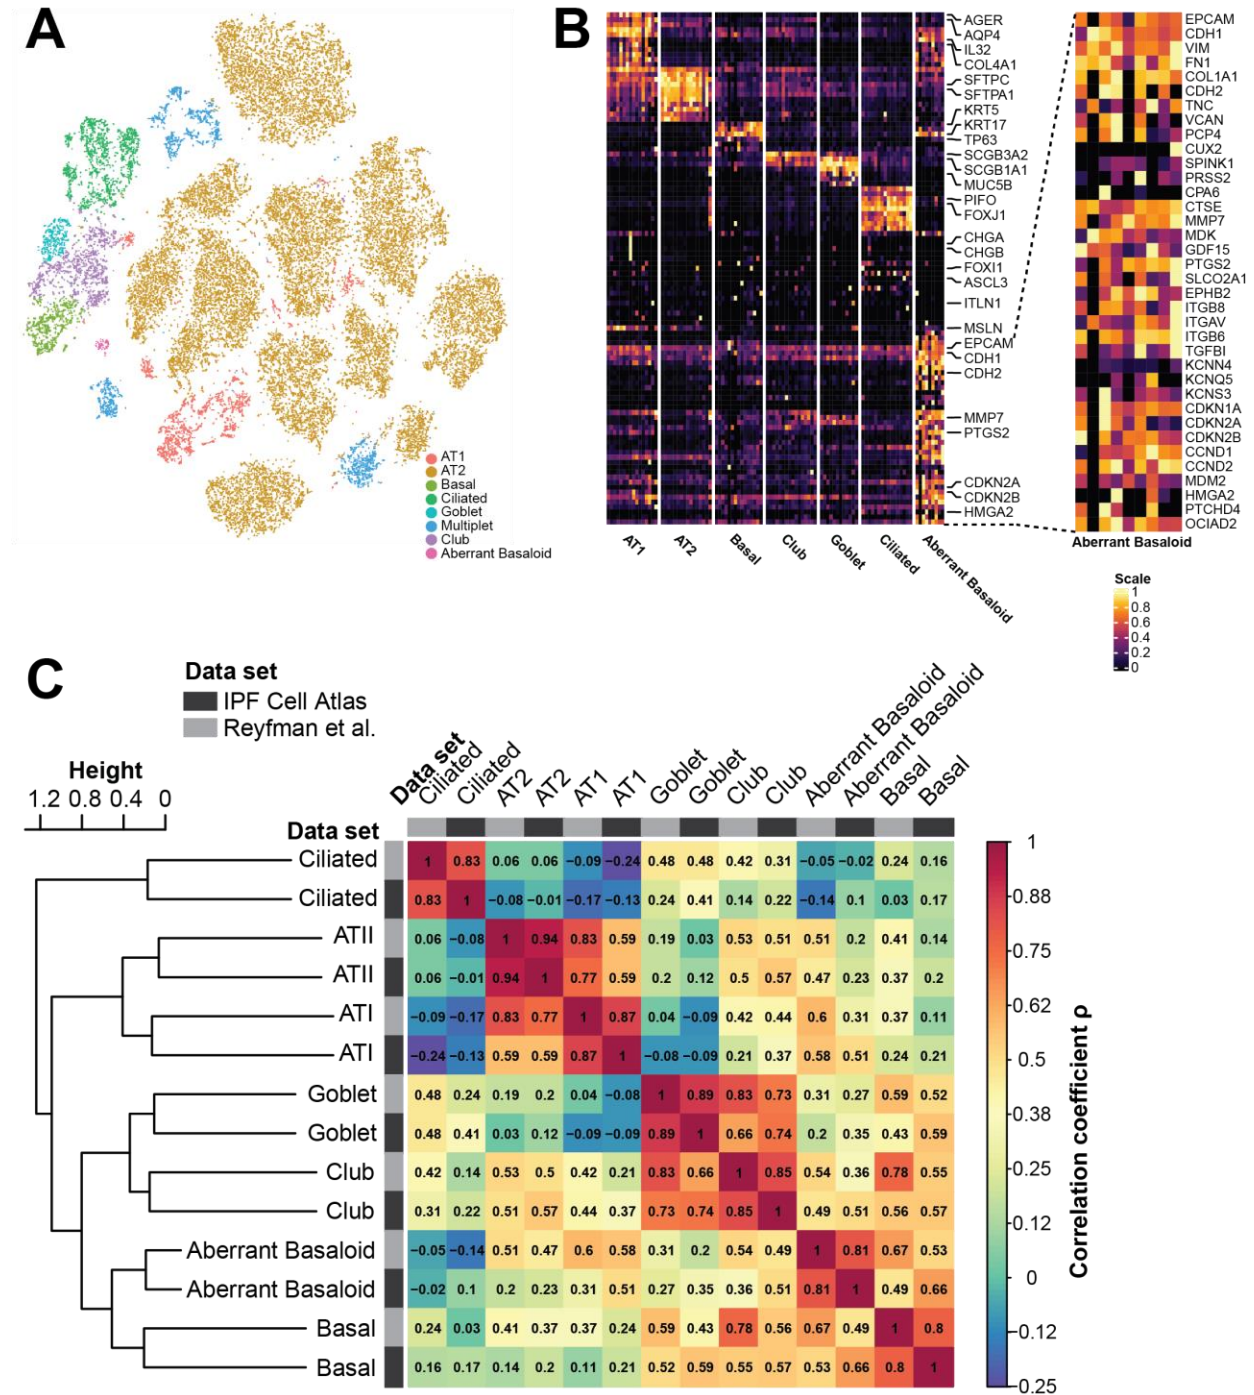 A
AT1
AT2
Basal
Ciliated
Goblet
Multiplet
Club
Aberrant Basaloid
B
AGER
AQP4
IL32
COL4A1
SFTPC
SFTPA1
KRT5
KRT17
TP63
SCGB3A2
SCGB1A1
MUC5B
PIFO
FOXJ1
CHGA
CHGB
FOXI1
ASCL3
ITLN1
MSLN
EPCAM
CDH1
CDH2
MMP7
PTGS2
CDKN2A
CDKN2B
HMGA2
AT1
AT2
Basal
Club
Goblet
Ciliated
Aberrant Basaloid
EPCAM
CDH1
VIM
FN1
COL1A1
CDH2
TNC
VCAN
PCP4
CUX2
SPINK1
PRSS2
CPA6
CTSE
MMP7
MDK
GDF15
PTGS2
SLCO2A1
EPHB2
ITGB8
ITGAV
ITGB6
TGFBI
KCNN4
KCNQ5
KCNS3
CDKN1A
CDKN2A
CDKN2B
CCND1
CCND2
MDM2
HMGA2
PTCHD4
OCIAD2
Aberrant Basaloid
Scale
1
0.8
0.6
0.4
0.2
0
C
Data set
IPF Cell Atlas
Reyfman et al.
Height
1.2 0.8 0.4 0
Data set
Ciliated
Ciliated
AT2
AT2
AT1
AT1
Goblet
Goblet
Club
Club
Aberrant Basaloid
Aberrant Basaloid
Basal
Basal
Data set
Ciliated 1 0.83 0.06 0.06 −0.09 −0.24 0.48 0.48 0.42 0.31 −0.05 −0.02 0.24 0.16
Ciliated 0.83 1 −0.08 −0.01 −0.17 −0.13 0.24 0.41 0.14 0.22 −0.14 0.1 0.03 0.17
ATII 0.06 −0.08 1 0.94 0.83 0.59 0.19 0.03 0.53 0.51 0.51 0.2 0.41 0.14
ATII 0.06 −0.01 0.94 1 0.77 0.59 0.2 0.12 0.5 0.57 0.47 0.23 0.37 0.2
ATI −0.09 −0.17 0.83 0.77 1 0.87 0.04 −0.09 0.42 0.44 0.6 0.31 0.37 0.11
ATI −0.24 −0.13 0.59 0.59 0.87 1 −0.08 −0.09 0.21 0.37 0.58 0.51 0.24 0.21
Goblet 0.48 0.24 0.19 0.2 0.04 −0.08 1 0.89 0.83 0.73 0.31 0.27 0.59 0.52
Goblet 0.48 0.41 0.03 0.12 −0.09 −0.09 0.89 1 0.66 0.74 0.2 0.35 0.43 0.59
Club 0.42 0.14 0.53 0.5 0.42 0.21 0.83 0.66 1 0.85 0.54 0.36 0.78 0.55
Club 0.31 0.22 0.51 0.57 0.44 0.37 0.73 0.74 0.85 1 0.49 0.51 0.56 0.57
Aberrant Basaloid −0.05 −0.14 0.51 0.47 0.6 0.58 0.31 0.2 0.54 0.49 1 0.81 0.67 0.53
Aberrant Basaloid −0.02 0.1 0.2 0.23 0.31 0.51 0.27 0.35 0.36 0.51 0.81 1 0.49 0.66
Basal 0.24 0.03 0.41 0.37 0.37 0.24 0.59 0.43 0.78 0.56 0.67 0.49 1 0.8
Basal 0.16 0.17 0.14 0.2 0.11 0.21 0.52 0.59 0.55 0.57 0.53 0.66 0.8 1
1
0.88
0.75
0.62
0.5
0.38
0.25
0.12
0
−0.12
−0.25
Correlation coefficient ρ